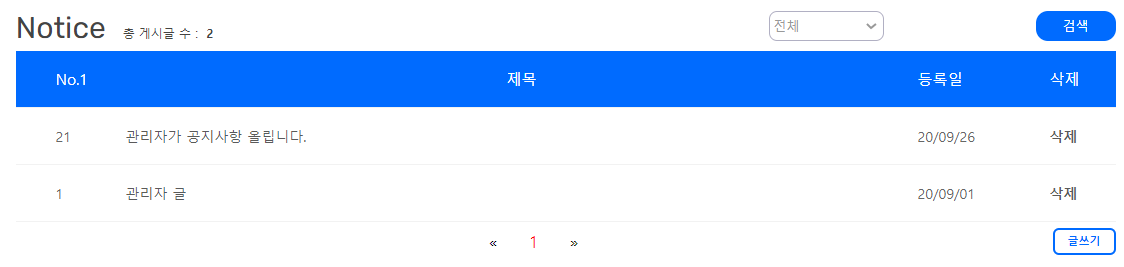 Notice 총 게시글 수 : 2 전체 검색
No.1 제목 등록일 삭제
21 관리자가 공지사항 올립니다. 20/09/26 삭제
1 관리자 글 20/09/01 삭제
« 1 » 글쓰기